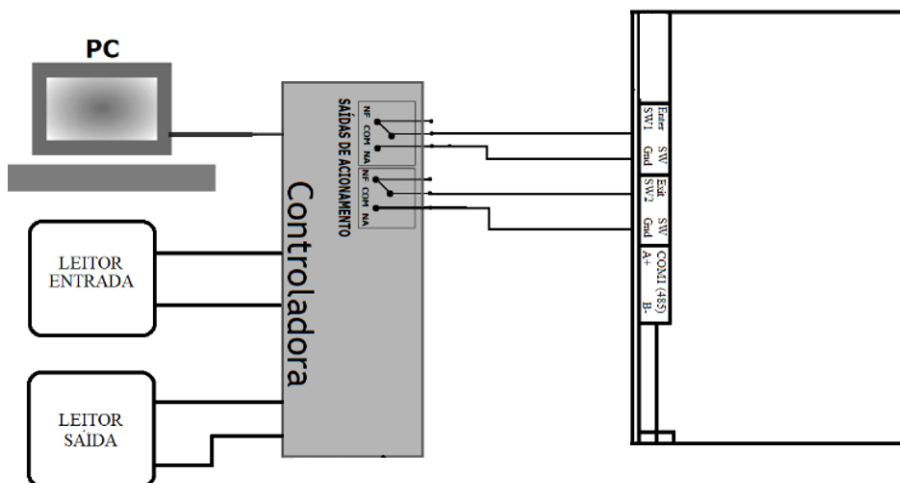 PC
SAÍDAS DE ACIONAMENTO
NF COM NA
NF COM NA
Controladora
LEITOR
ENTRADA
LEITOR
SAÍDA
Enter SW
SW1 Gnd
Exit SW
SW2 Gnd
COM1 (485)
A+ B-